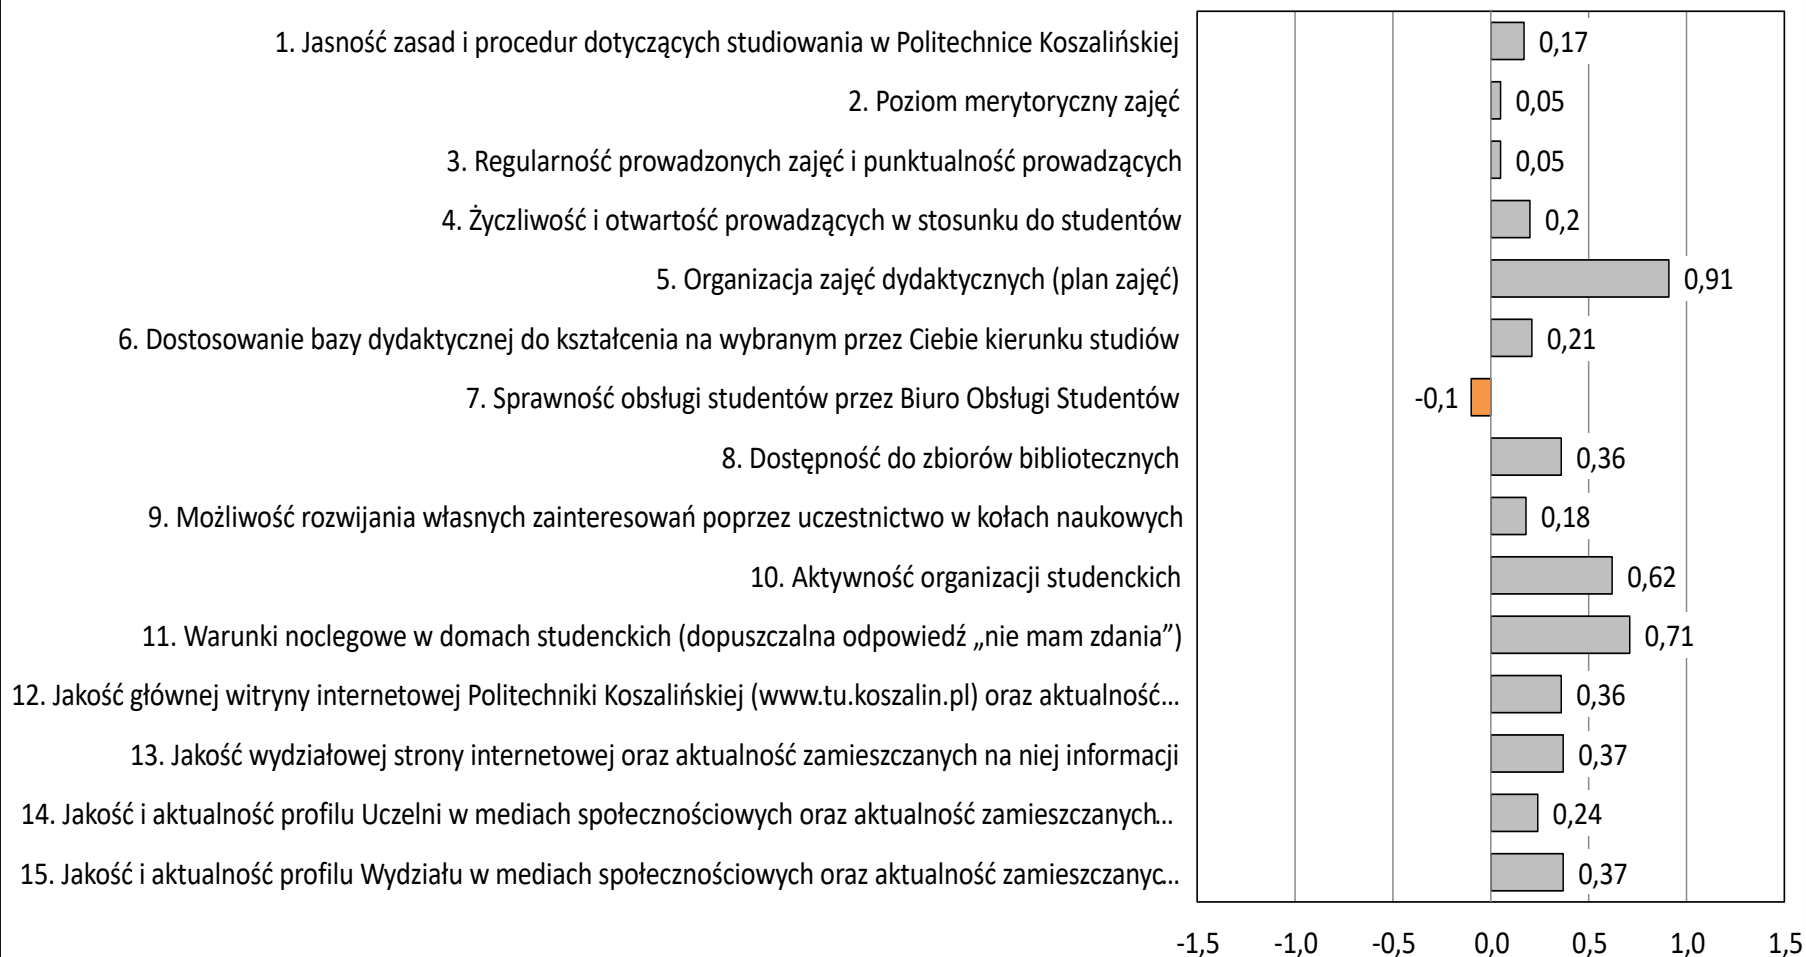 1. Jasność zasad i procedur dotyczących studiowania w Politechnice Koszalińskiej 0,17
2. Poziom merytoryczny zajęć 0,05
3. Regularność prowadzonych zajęć i punktualność prowadzących 0,05
4. Życzliwość i otwartość prowadzących w stosunku do studentów 0,2
5. Organizacja zajęć dydaktycznych (plan zajęć) 0,91
6. Dostosowanie bazy dydaktycznej do kształcenia na wybranym przez Ciebie kierunku studiów 0,21
7. Sprawność obsługi studentów przez Biuro Obsługi Studentów -0,1
8. Dostępność do zbiorów bibliotecznych 0,36
9. Możliwość rozwijania własnych zainteresowań poprzez uczestnictwo w kołach naukowych 0,18
10. Aktywność organizacji studenckich 0,62
11. Warunki noclegowe w domach studenckich (dopuszczalna odpowiedź „nie mam zdania”) 0,71
12. Jakość głównej witryny internetowej Politechniki Koszalińskiej (www.tu.koszalin.pl) oraz aktualność... 0,36
13. Jakość wydziałowej strony internetowej oraz aktualność zamieszczanych na niej informacji 0,37
14. Jakość i aktualność profilu Uczelni w mediach społecznościowych oraz aktualność zamieszczanych... 0,24
15. Jakość i aktualność profilu Wydziału w mediach społecznościowych oraz aktualność zamieszczanyc... 0,37
-1,5 -1,0 -0,5 0,0 0,5 1,0 1,5